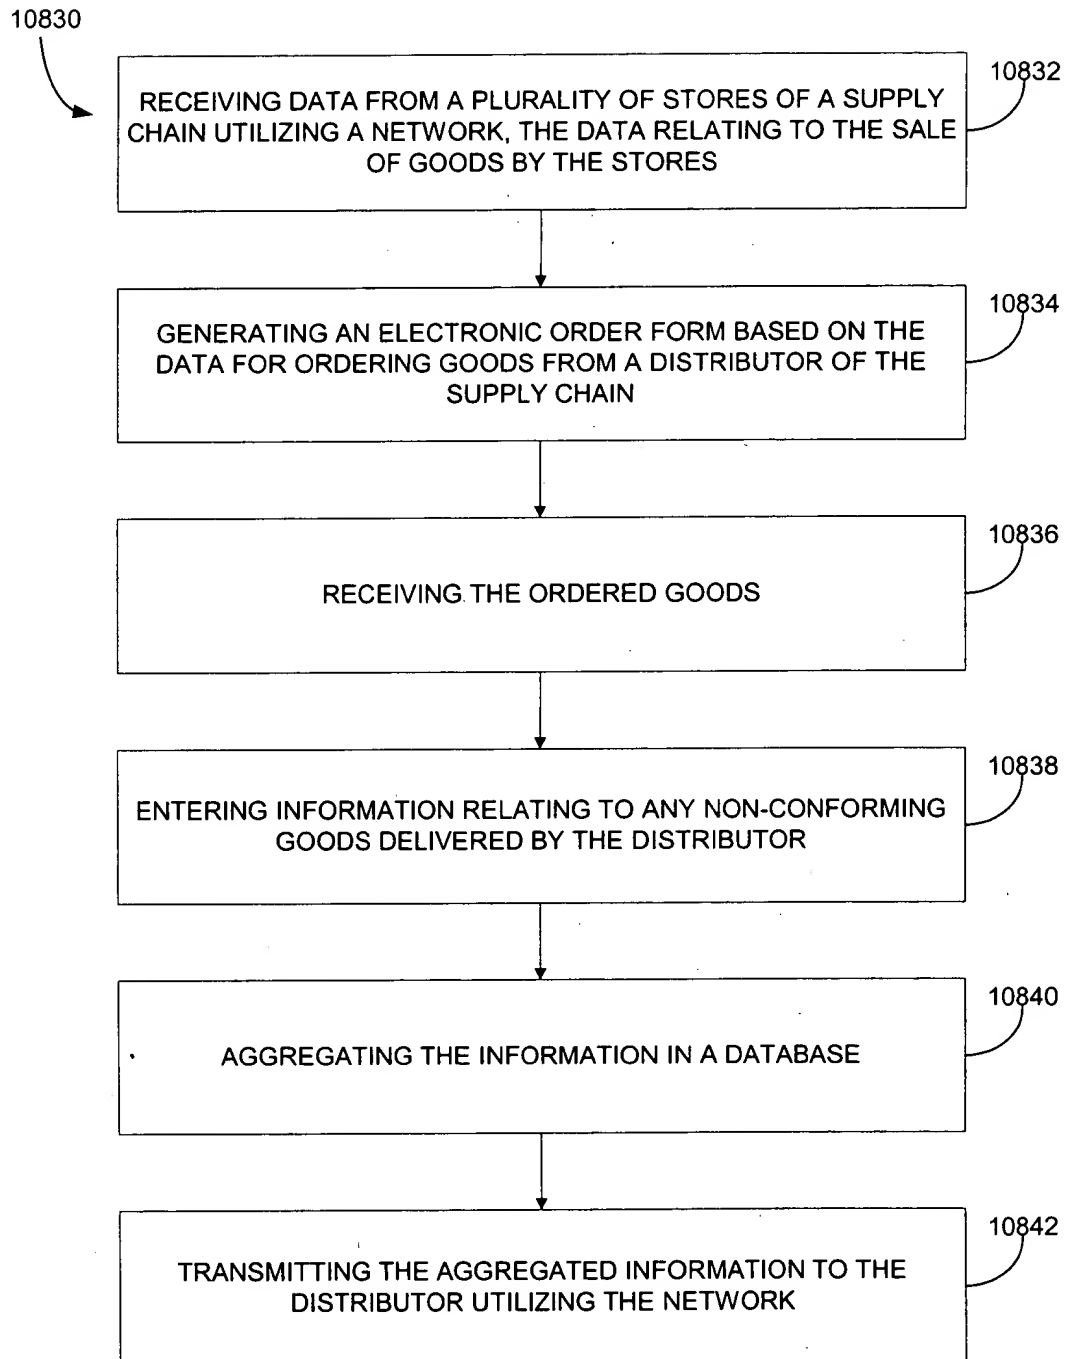 10830
10832
RECEIVING DATA FROM A PLURALITY OF STORES OF A SUPPLY
CHAIN UTILIZING A NETWORK, THE DATA RELATING TO THE SALE
OF GOODS BY THE STORES
10834
GENERATING AN ELECTRONIC ORDER FORM BASED ON THE
DATA FOR ORDERING GOODS FROM A DISTRIBUTOR OF THE
SUPPLY CHAIN
10836
RECEIVING THE ORDERED GOODS
10838
ENTERING INFORMATION RELATING TO ANY NON-CONFORMING
GOODS DELIVERED BY THE DISTRIBUTOR
10840
AGGREGATING THE INFORMATION IN A DATABASE
10842
TRANSMITTING THE AGGREGATED INFORMATION TO THE
DISTRIBUTOR UTILIZING THE NETWORK